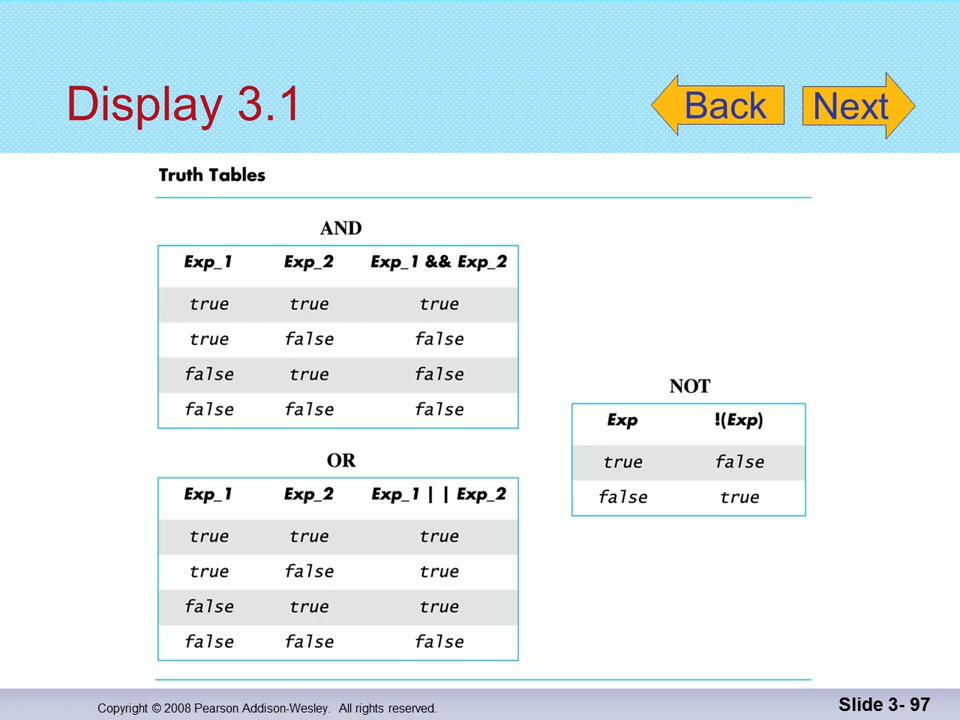 Display 3.1
Back
Next
Truth Tables
AND
Exp_1 Exp_2 Exp_1 && Exp_2
true true true
true false false
false true false
false false false
OR
Exp_1 Exp_2 Exp_1 | | Exp_2
true true true
true false true
false true true
false false false
NOT
Exp !(Exp)
true false
false true
Copyright © 2008 Pearson Addison-Wesley. All rights reserved.
Slide 3- 97